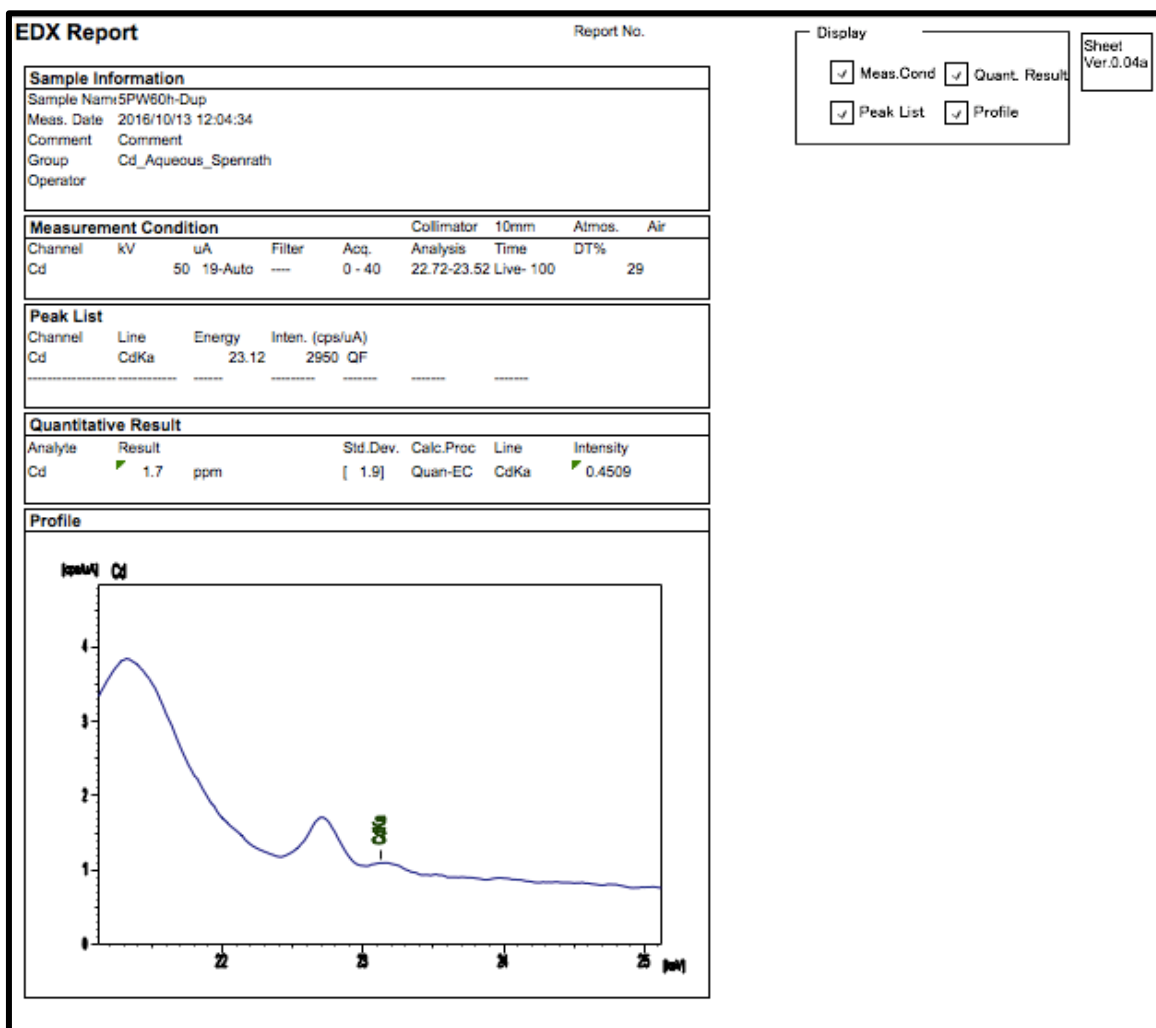 EDX Report
Report No.
Display
Meas.Cond Quant. Result
Peak List Profile
Sheet
Ver.0.04a
Sample Information
Sample Name 5PW60h-Dup
Meas. Date 2016/10/13 12:04:34
Comment Comment
Group Cd_Aqueous_Spenrath
Operator
Measurement Condition Collimator 10mm Atmos. Air
Channel kV uA Filter Acq. Analysis Time DT%
Cd 50 19-Auto ---- 0 - 40 22.72-23.52 Live- 100 29
Peak List
Channel Line Energy Inten. (cps/uA)
Cd CdKa 23.12 2950 QF
------------------ ------------ ------ --------- ------- ------- -------
Quantitative Result
Analyte Result Std.Dev. Calc.Proc Line Intensity
Cd 1.7 ppm [ 1.9] Quan-EC CdKa 0.4509
Profile
[cps/uA] Cd
4
3
2
CdKa
1
0
22 23 24 25 [keV]